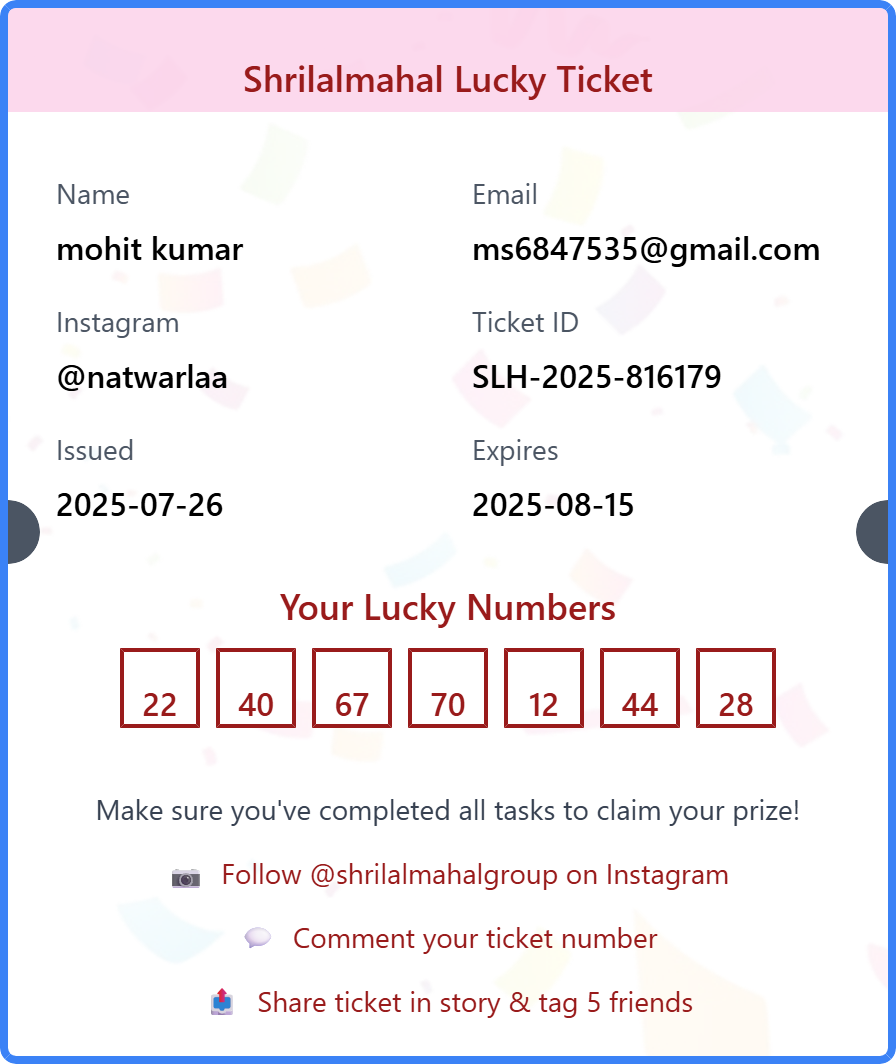 Shrilalmahal Lucky Ticket
Name
mohit kumar
Email
ms6847535@gmail.com
Instagram
@natwarlaa
Ticket ID
SLH-2025-816179
Issued
2025-07-26
Expires
2025-08-15
Your Lucky Numbers
22 40 67 70 12 44 28
Make sure you've completed all tasks to claim your prize!
Follow @shrilalmahalgroup on Instagram
Comment your ticket number
Share ticket in story & tag 5 friends